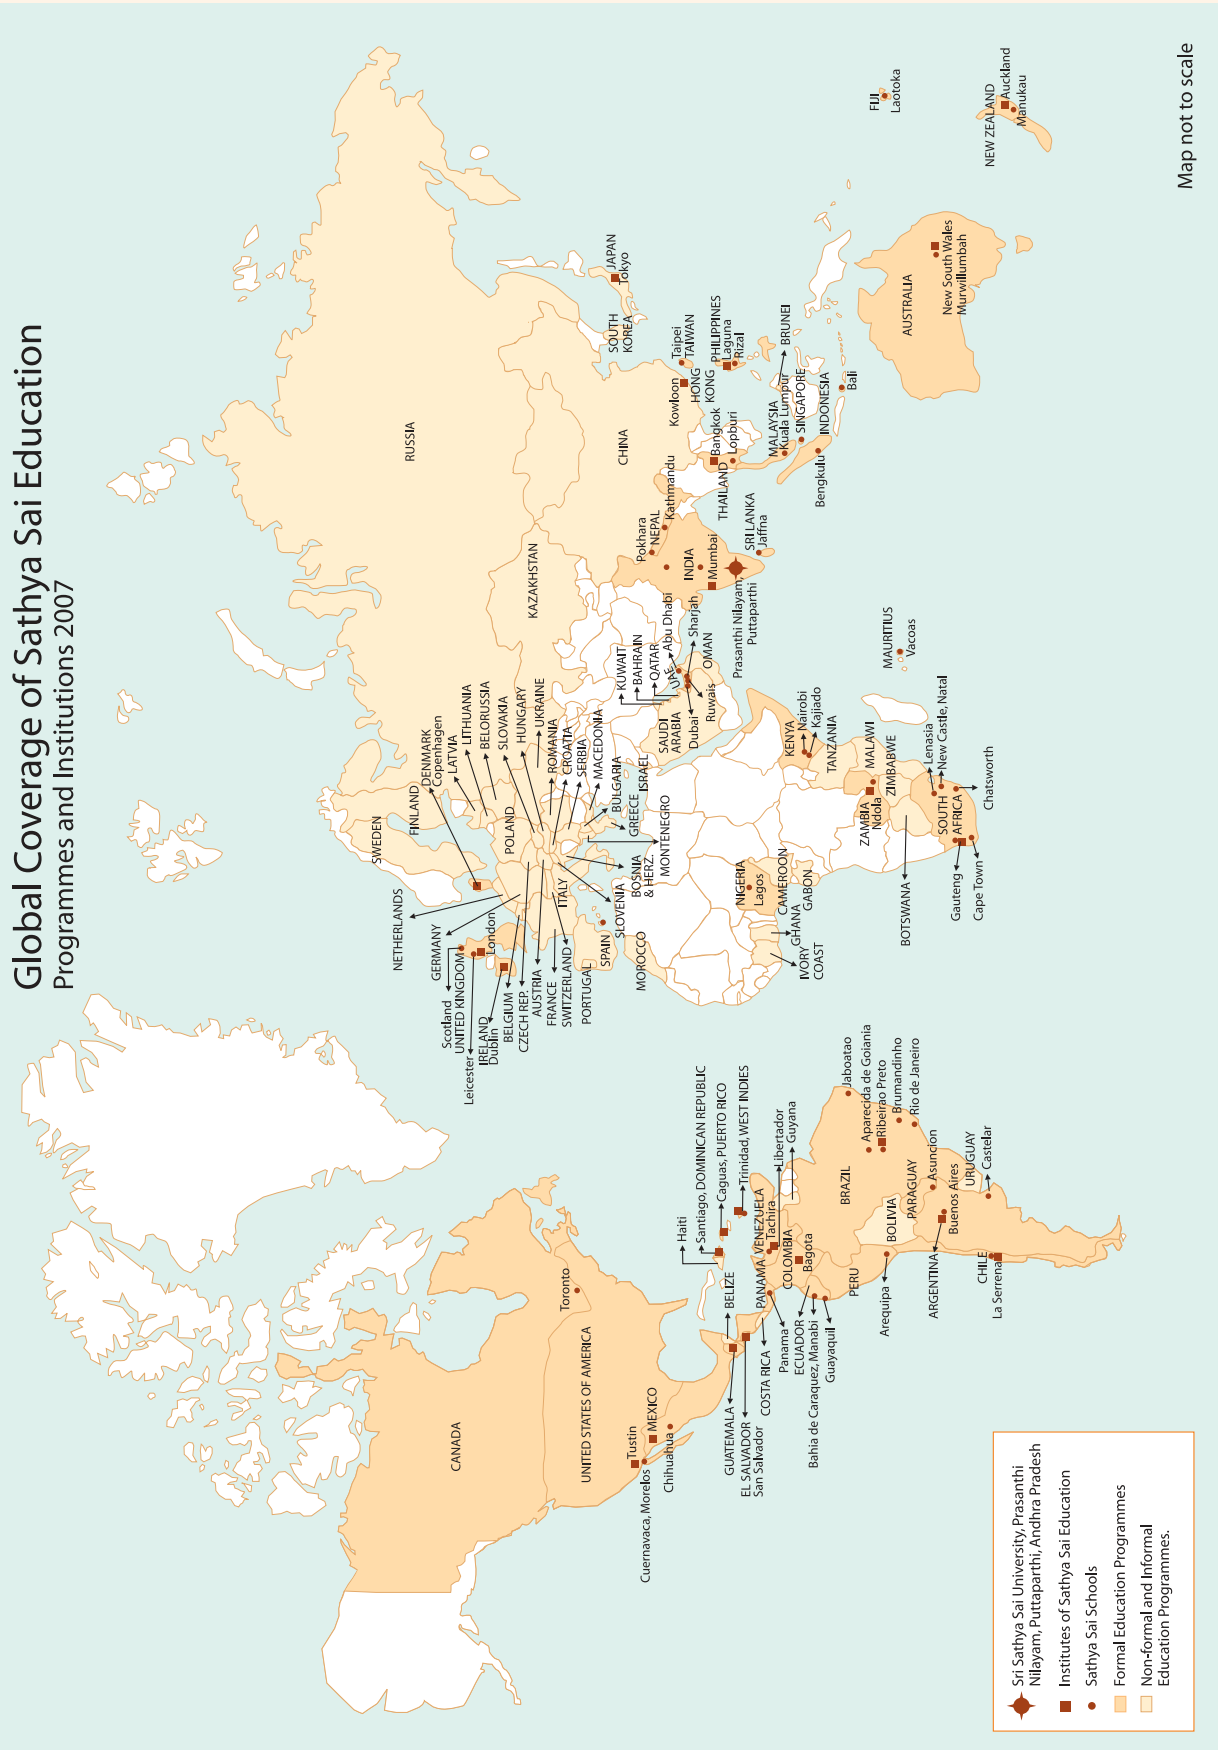 Global Coverage of Sathya Sai Education
Programmes and Institutions 2007
CANADA
Toronto
UNITED STATES OF AMERICA
Tustin
MEXICO
Cuernavaca, Morelos
Chihuahua
BELIZE
GUATEMALA
EL SALVADOR
San Salvador
COSTA RICA
PANAMA
Panama
Haiti
Santiago, DOMINICAN REPUBLIC
Caguas, PUERTO RICO
Trinidad, WEST INDIES
VENEZUELA
Tachira
Libertador
Guyana
COLOMBIA
Bagota
ECUADOR
Bahia de Caraquez, Manabi
Guayaquil
PERU
Arequipa
BRAZIL
Jaboatao
Aparecida de Goiania
Ribeirao Preto
Brumandinho
Rio de Janeiro
BOLIVIA
PARAGUAY
Asuncion
ARGENTINA
Buenos Aires
URUGUAY
Castelar
CHILE
La Serrena
NETHERLANDS
GERMANY
Scotland
UNITED KINGDOM
London
Leicester
IRELAND
Dublin
BELGIUM
CZECH REP.
AUSTRIA
FRANCE
SWITZERLAND
PORTUGAL
SPAIN
ITALY
SLOVENIA
BOSNIA
& HERZ.
MONTENEGRO
SWEDEN
FINLAND
DENMARK
Copenhagen
LATVIA
LITHUANIA
BELORUSSIA
SLOVAKIA
HUNGARY
UKRAINE
POLAND
ROMANIA
CROATIA
SERBIA
MACEDONIA
BULGARIA
GREECE
ISRAEL
MOROCCO
IVORY
COAST
GHANA
NIGERIA
Lagos
CAMEROON
GABON
KENYA
Nairobi
Kajiado
TANZANIA
MALAWI
ZAMBIA
Ndola
ZIMBABWE
BOTSWANA
SOUTH
AFRICA
Lenasia
New Castle, Natal
Chatsworth
Gauteng
Cape Town
MAURITIUS
Vacoas
SAUDI
ARABIA
KUWAIT
BAHRAIN
QATAR
UAE
Abu Dhabi
Sharjah
OMAN
Dubai
Ruwais
RUSSIA
KAZAKHSTAN
CHINA
Pokhara
NEPAL
Kathmandu
INDIA
Mumbai
Prasanthi Nilayam,
Puttaparthi
SRI LANKA
Jaffna
THAILAND
Bangkok
Lopburi
SOUTH
KOREA
JAPAN
Tokyo
Taipei
TAIWAN
Kowloon
HONG
KONG
PHILIPPINES
Laguna
Rizal
MALAYSIA
Kuala Lumpur
SINGAPORE
BRUNEI
INDONESIA
Bengkulu
Bali
AUSTRALIA
New South Wales
Murwillumbah
FIJI
Laotoka
NEW ZEALAND
Auckland
Manukau
Map not to scale
Sri Sathya Sai University, Prasanthi
Nilayam, Puttaparthi, Andhra Pradesh
Institutes of Sathya Sai Education
Sathya Sai Schools
Formal Education Programmes
Non-formal and Informal
Education Programmes.